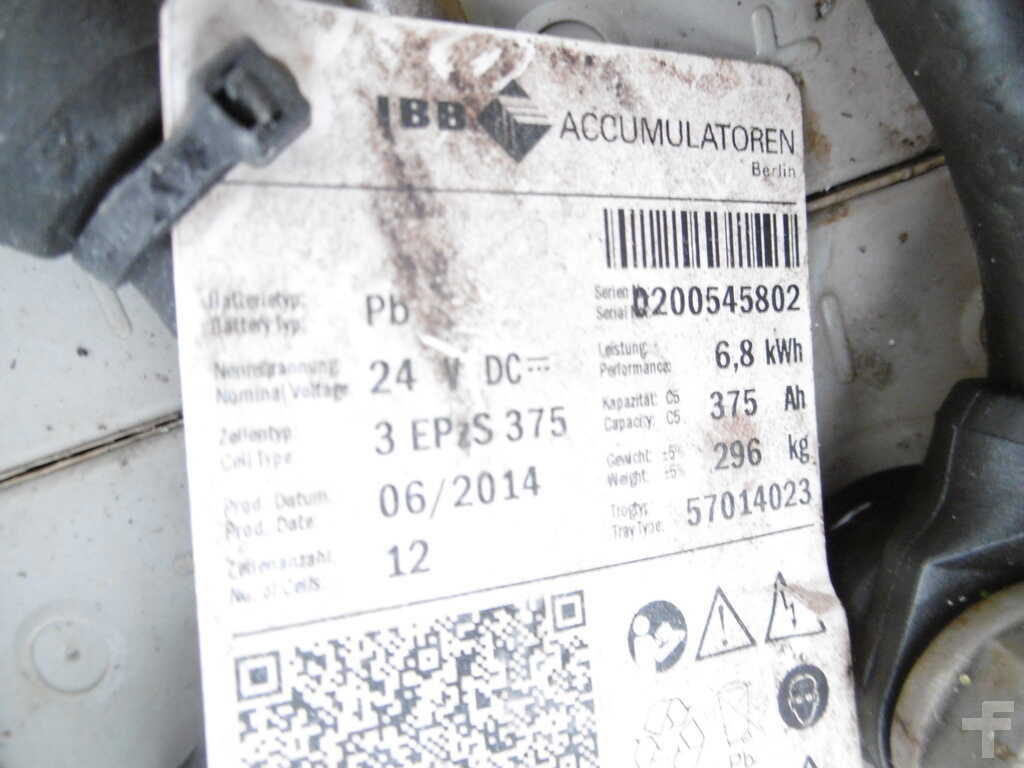 IBB ACCUMULATOREN
Berlin
Batterietyp: Pb
Battery Typ:
Serien Nr.: D200545802
Serial No.:
Nennspannung: 24 V DC
Nominal Voltage:
Leistung: 6,8 kWh
Performance:
Zellentyp: 3 EPzS 375
Cell Type:
Kapazität: C5 375 Ah
Capacity: C5
Prod. Datum: 06/2014
Prod. Date:
Gewicht: ±5% 296 kg
Weight: ±5%
Zellenanzahl: 12
No. of Cells:
Trogtyp: 57014023
Tray Type:
Pb